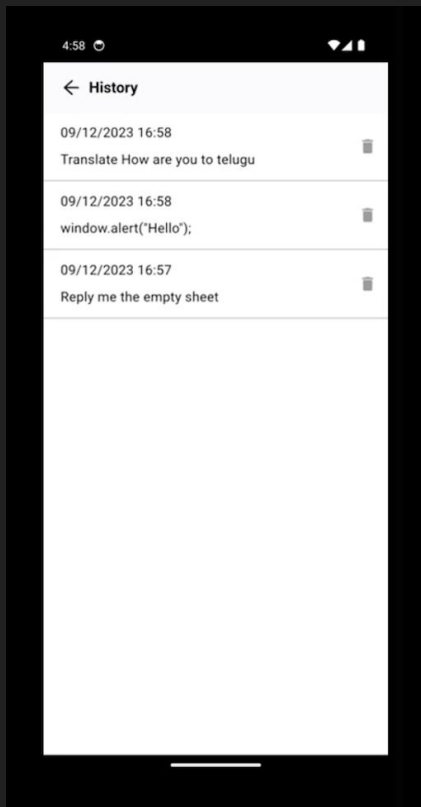 4:58
History
09/12/2023 16:58
Translate How are you to telugu
09/12/2023 16:58
window.alert("Hello");
09/12/2023 16:57
Reply me the empty sheet